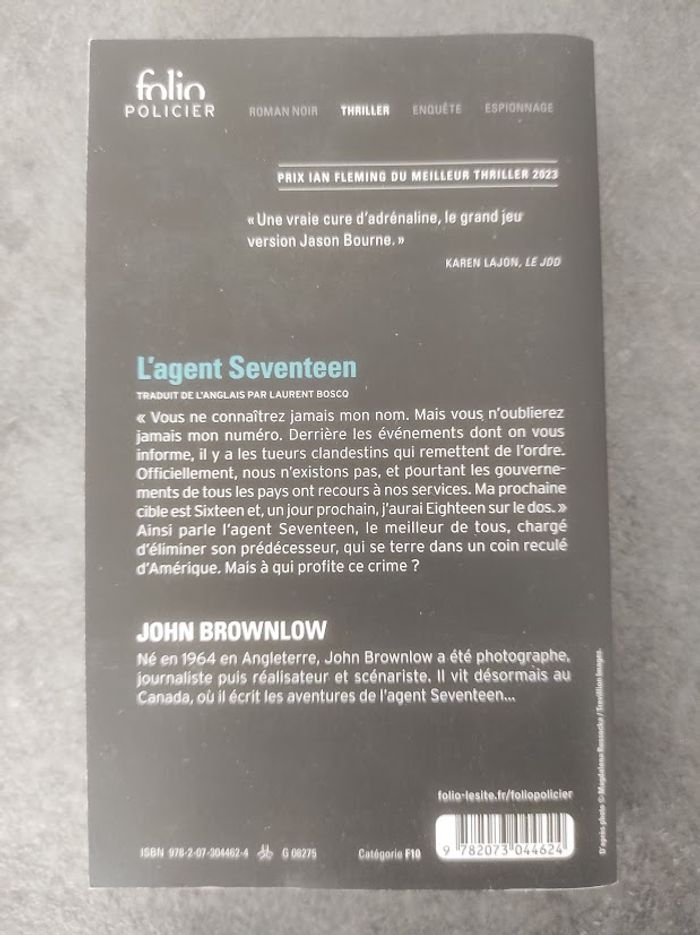 folio
POLICIER
ROMAN NOIR THRILLER ENQUÊTE ESPIONNAGE
PRIX IAN FLEMING DU MEILLEUR THRILLER 2023
« Une vraie cure d'adrénaline, le grand jeu
version Jason Bourne. »
KAREN LAJON, LE JDD
L'agent Seventeen
TRADUIT DE L'ANGLAIS PAR LAURENT BOSCQ
« Vous ne connaîtrez jamais mon nom. Mais vous n'oublierez
jamais mon numéro. Derrière les événements dont on vous
informe, il y a les tueurs clandestins qui remettent de l'ordre.
Officiellement, nous n'existons pas, et pourtant les gouverne-
ments de tous les pays ont recours à nos services. Ma prochaine
cible est Sixteen et, un jour prochain, j'aurai Eighteen sur le dos. »
Ainsi parle l'agent Seventeen, le meilleur de tous, chargé
d'éliminer son prédécesseur, qui se terre dans un coin reculé
d'Amérique. Mais à qui profite ce crime ?
JOHN BROWNLOW
Né en 1964 en Angleterre, John Brownlow a été photographe,
journaliste puis réalisateur et scénariste. Il vit désormais au
Canada, où il écrit les aventures de l'agent Seventeen...
D'après photo © Magdalena Russocka / Trevillion Images.
folio-lesite.fr/foliopolicier
ISBN 978-2-07-304462-4 G 08275 Catégorie F10
9 782073 044624